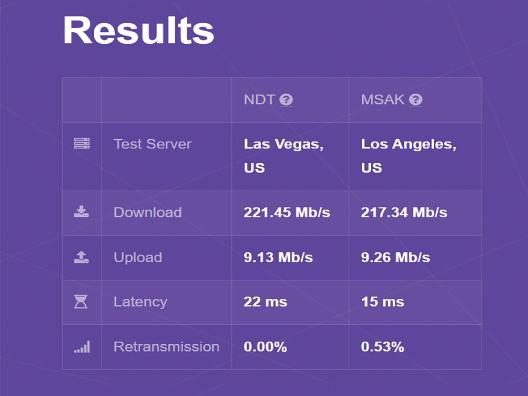 Results
NDT ? MSAK ?
Test Server Las Vegas, US Los Angeles, US
Download 221.45 Mb/s 217.34 Mb/s
Upload 9.13 Mb/s 9.26 Mb/s
Latency 22 ms 15 ms
Retransmission 0.00% 0.53%